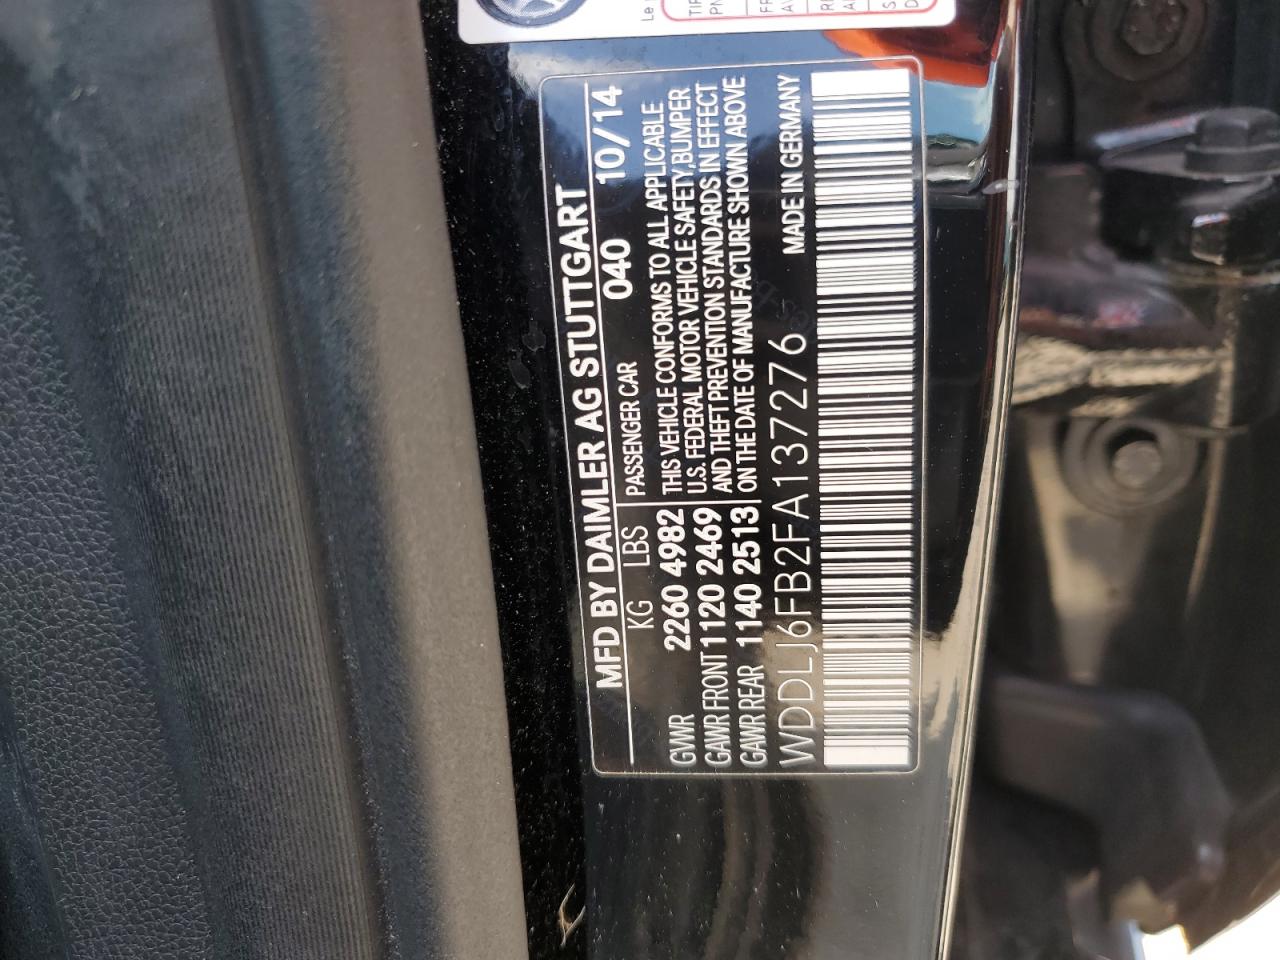 MFD BY DAIMLER AG STUTTGART
KG LBS PASSENGER CAR 040 10/14
GVWR 2260 4982 THIS VEHICLE CONFORMS TO ALL APPLICABLE
U.S. FEDERAL MOTOR VEHICLE SAFETY,BUMPER
GAWR FRONT 1120 2469 AND THEFT PREVENTION STANDARDS IN EFFECT
GAWR REAR 1140 2513 ON THE DATE OF MANUFACTURE SHOWN ABOVE
WDDLJ6FB2FA137276 MADE IN GERMANY
Le